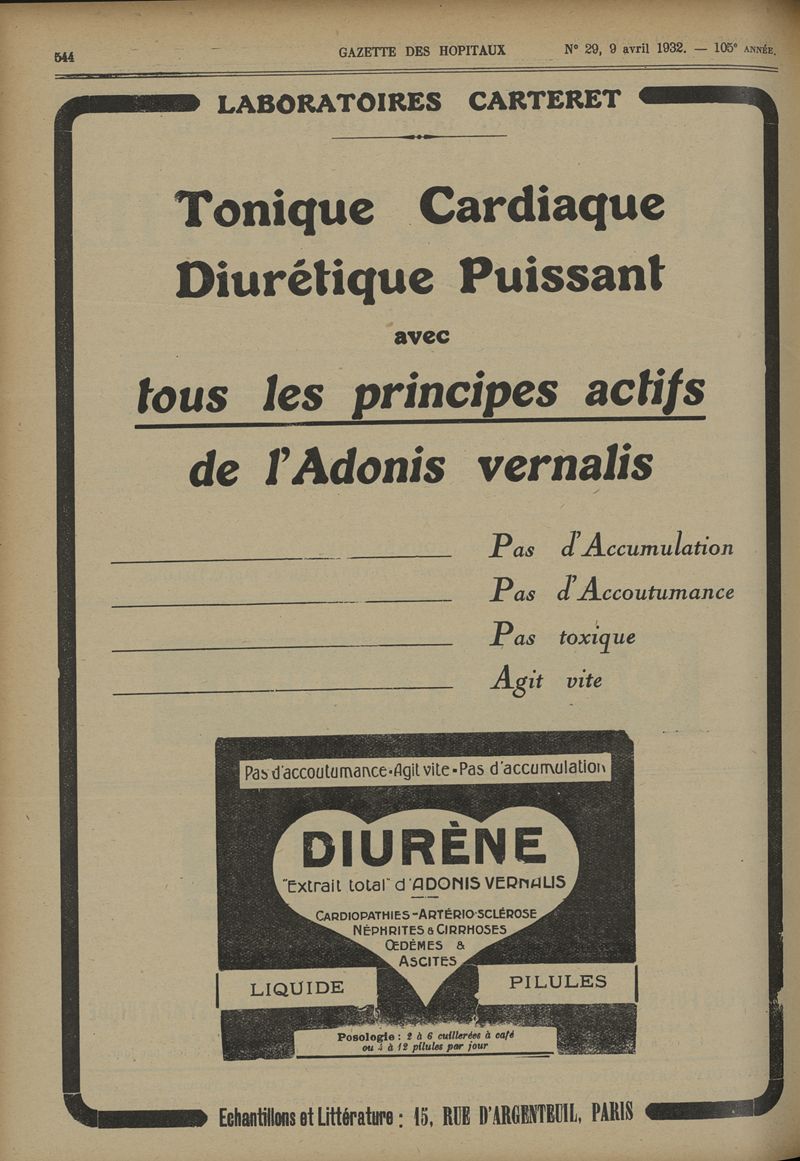 544
GAZETTE DES HOPITAUX
N° 29, 9 avril 1932. — 105e ANNÉE.
LABORATOIRES CARTERET
Tonique Cardiaque
Diurétique Puissant
avec
tous les principes actifs
de l'Adonis vernalis
Pas d'Accumulation
Pas d'Accoutumance
Pas toxique
Agit vite
Pas d'accoutumance-Agit vite-Pas d'accumulation
DIURÈNE
"Extrait total" d'ADONIS VERNALIS
CARDIOPATHIES-ARTÉRIO-SCLÉROSE
NÉPHRITES & CIRRHOSES
ŒDÈMES &
ASCITES
LIQUIDE
PILULES
Posologie : 2 à 6 cuillerées à café
ou 4 à 12 pilules par jour
Echantillons et Littérature : 15, RUE D'ARGENTEUIL, PARIS